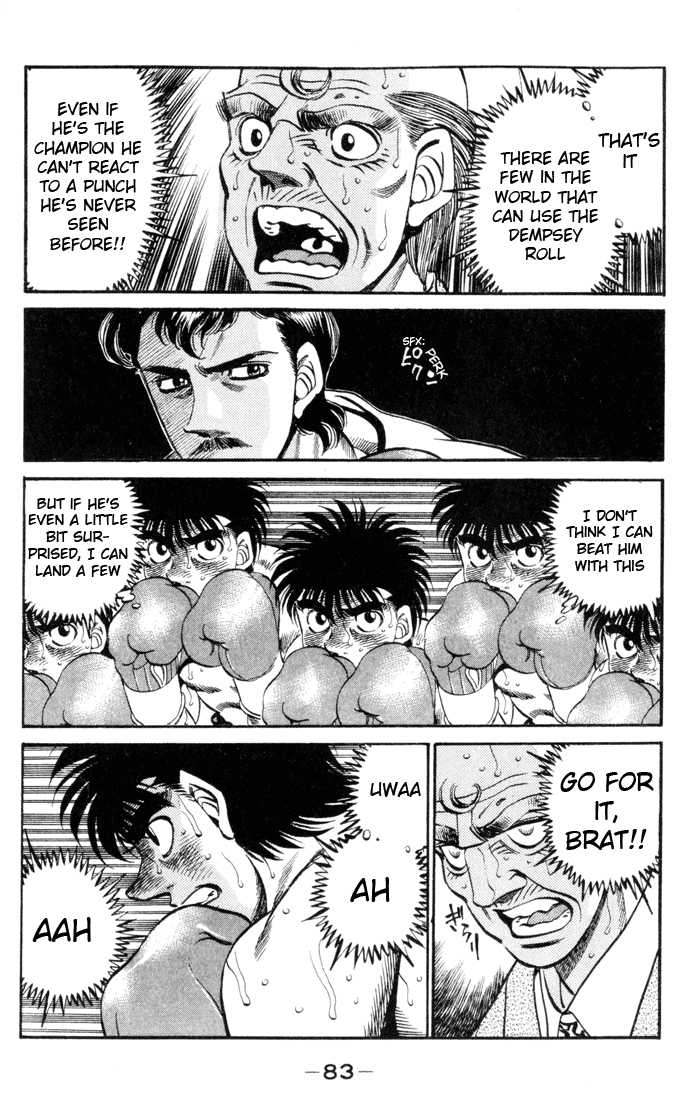 THAT'S
IT
THERE ARE
FEW IN THE
WORLD THAT
CAN USE THE
DEMPSEY
ROLL
EVEN IF
HE'S THE
CHAMPION HE
CAN'T REACT
TO A PUNCH
HE'S NEVER
SEEN
BEFORE!!
SFX:
PERK
I DON'T
THINK I CAN
BEAT HIM
WITH THIS
BUT IF HE'S
EVEN A LITTLE
BIT SUR-
PRISED, I CAN
LAND A FEW
GO FOR
IT,
BRAT!!
UWAA
AH
AAH
-83-